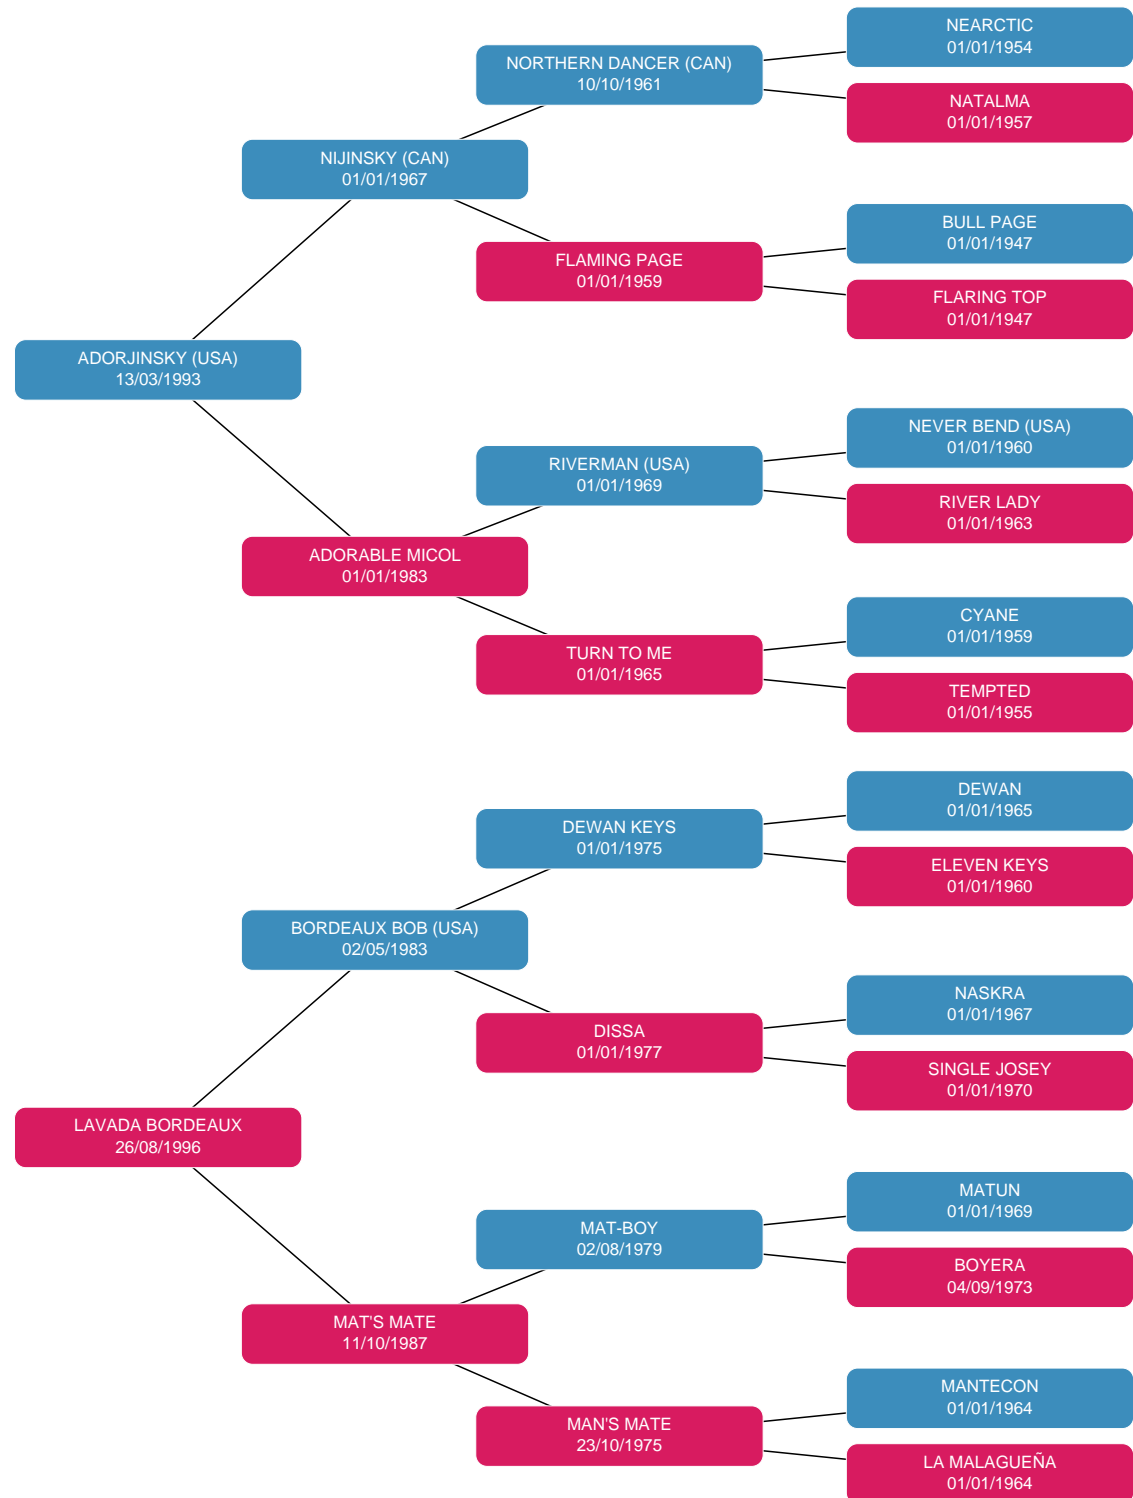 NEARCTIC
01/01/1954
NORTHERN DANCER (CAN)
10/10/1961
NATALMA
01/01/1957
NIJINSKY (CAN)
01/01/1967
BULL PAGE
01/01/1947
FLAMING PAGE
01/01/1959
FLARING TOP
01/01/1947
ADORJINSKY (USA)
13/03/1993
NEVER BEND (USA)
01/01/1960
RIVERMAN (USA)
01/01/1969
RIVER LADY
01/01/1963
ADORABLE MICOL
01/01/1983
CYANE
01/01/1959
TURN TO ME
01/01/1965
TEMPTED
01/01/1955
DEWAN
01/01/1965
DEWAN KEYS
01/01/1975
ELEVEN KEYS
01/01/1960
BORDEAUX BOB (USA)
02/05/1983
NASKRA
01/01/1967
DISSA
01/01/1977
SINGLE JOSEY
01/01/1970
LAVADA BORDEAUX
26/08/1996
MATUN
01/01/1969
MAT-BOY
02/08/1979
BOYERA
04/09/1973
MAT'S MATE
11/10/1987
MANTECON
01/01/1964
MAN'S MATE
23/10/1975
LA MALAGUEÑA
01/01/1964